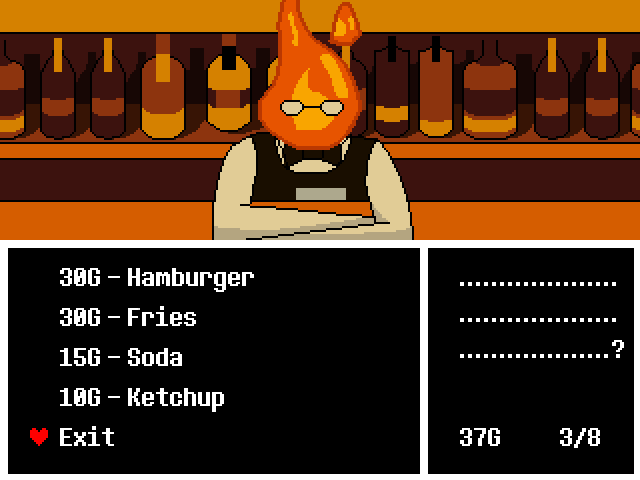 30G - Hamburger
30G - Fries
15G - Soda
10G - Ketchup
Exit
....................
....................
...................?
37G 3/8